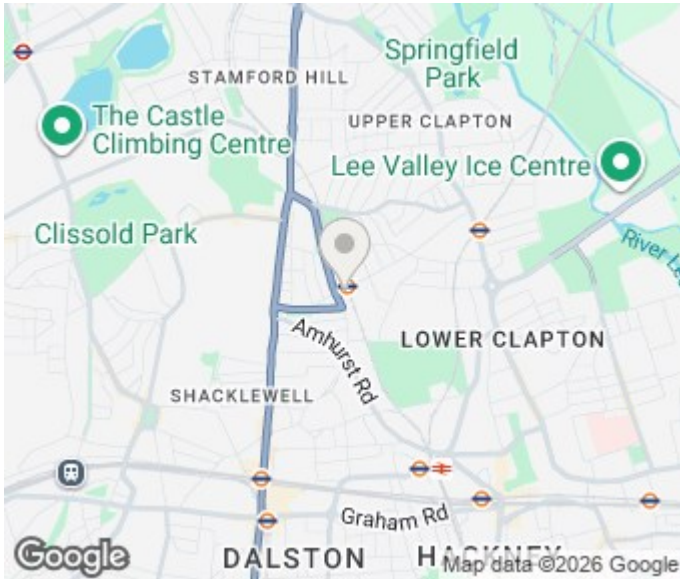 Springfield
Park
STAMFORD HILL
The Castle
Climbing Centre
UPPER CLAPTON
Lee Valley Ice Centre
Clissold Park
River Le
Amhurst Rd
LOWER CLAPTON
SHACKLEWELL
Graham Rd
Google
DALSTON
HACKNEY
Map data ©2026 Google